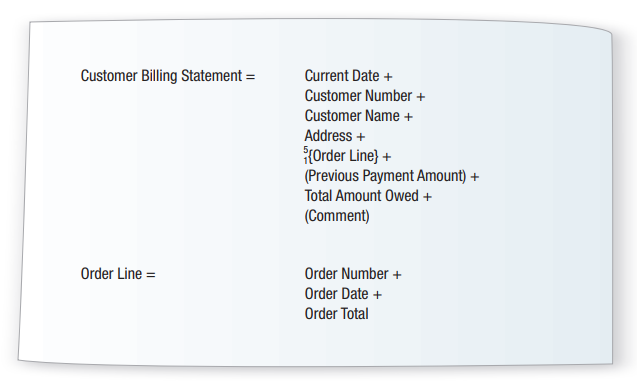 Customer Billing Statement = Current Date +
Customer Number +
Customer Name +
Address +
5
1{Order Line} +
(Previous Payment Amount) +
Total Amount Owed +
(Comment)
Order Line = Order Number +
Order Date +
Order Total